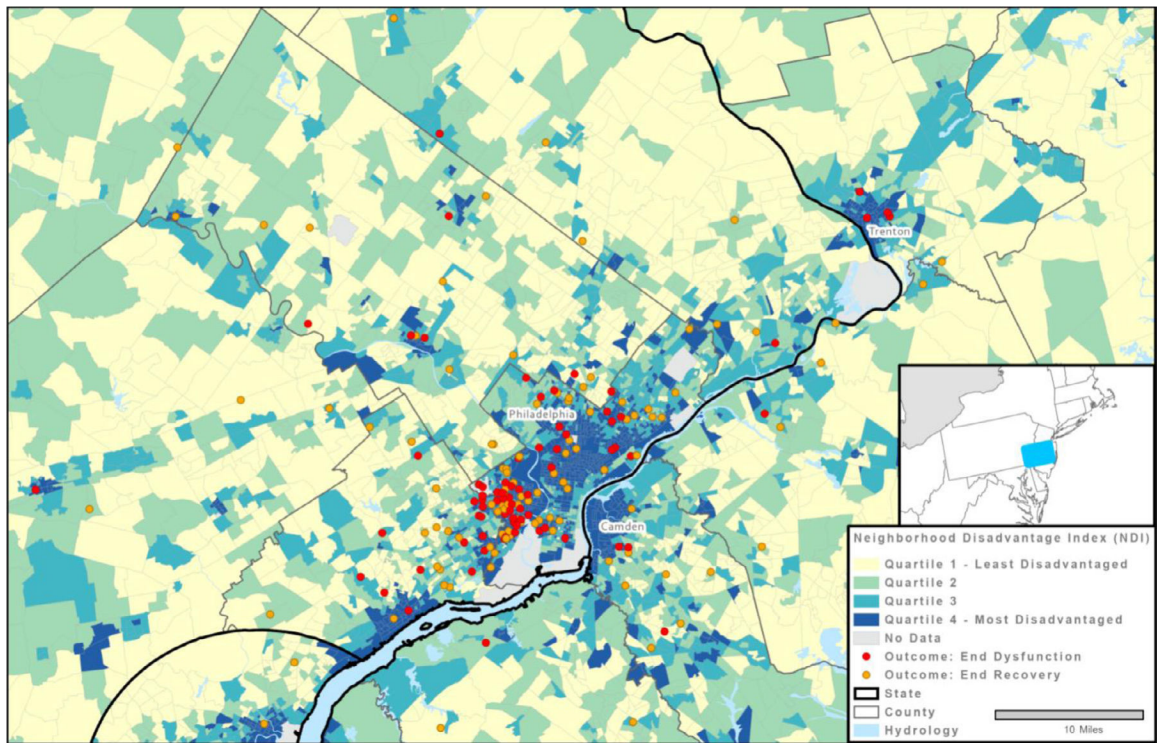 Trenton
Philadelphia
Camden
Neighborhood Disadvantage Index (NDI)
Quartile 1 - Least Disadvantaged
Quartile 2
Quartile 3
Quartile 4 - Most Disadvantaged
No Data
Outcome: End Dysfunction
Outcome: End Recovery
State
County
Hydrology
10 Miles